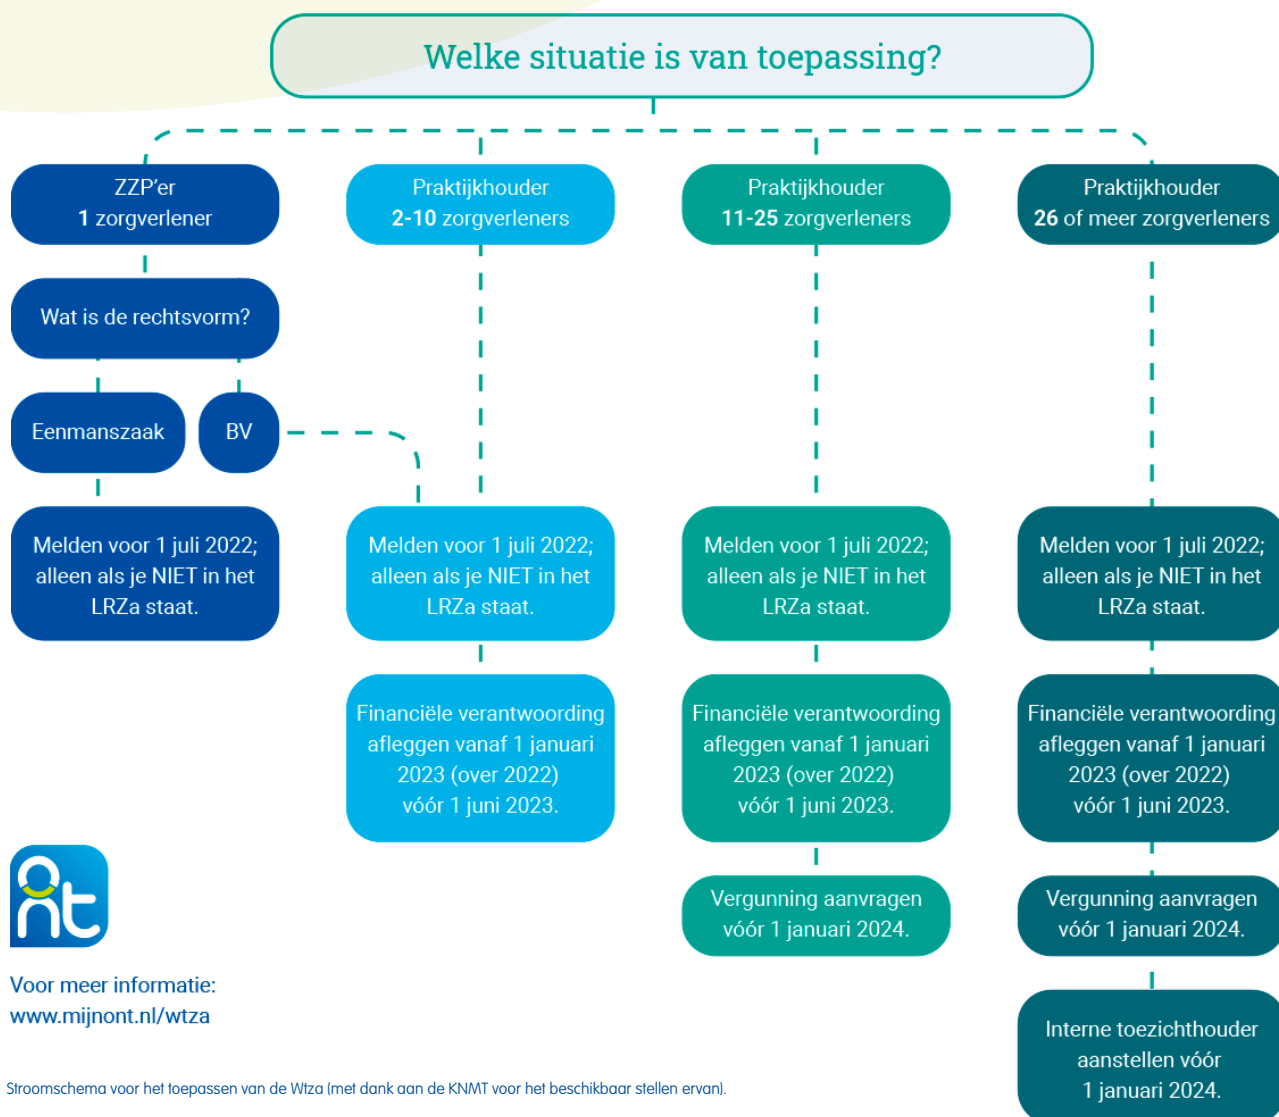 Welke situatie is van toepassing?
ZZP'er
1 zorgverlener
Praktijkhouder
2-10 zorgverleners
Praktijkhouder
11-25 zorgverleners
Praktijkhouder
26 of meer zorgverleners
Wat is de rechtsvorm?
Eenmanszaak
BV
Melden voor 1 juli 2022;
alleen als je NIET in het
LRZa staat.
Melden voor 1 juli 2022;
alleen als je NIET in het
LRZa staat.
Melden voor 1 juli 2022;
alleen als je NIET in het
LRZa staat.
Melden voor 1 juli 2022;
alleen als je NIET in het
LRZa staat.
Financiële verantwoording
afleggen vanaf 1 januari
2023 (over 2022)
vóór 1 juni 2023.
Financiële verantwoording
afleggen vanaf 1 januari
2023 (over 2022)
vóór 1 juni 2023.
Financiële verantwoording
afleggen vanaf 1 januari
2023 (over 2022)
vóór 1 juni 2023.
Vergunning aanvragen
vóór 1 januari 2024.
Vergunning aanvragen
vóór 1 januari 2024.
Interne toezichthouder
aanstellen vóór
1 januari 2024.
ont
Voor meer informatie:
www.mijnont.nl/wtza
Stroomschema voor het toepassen van de Wtza (met dank aan de KNMT voor het beschikbaar stellen ervan).